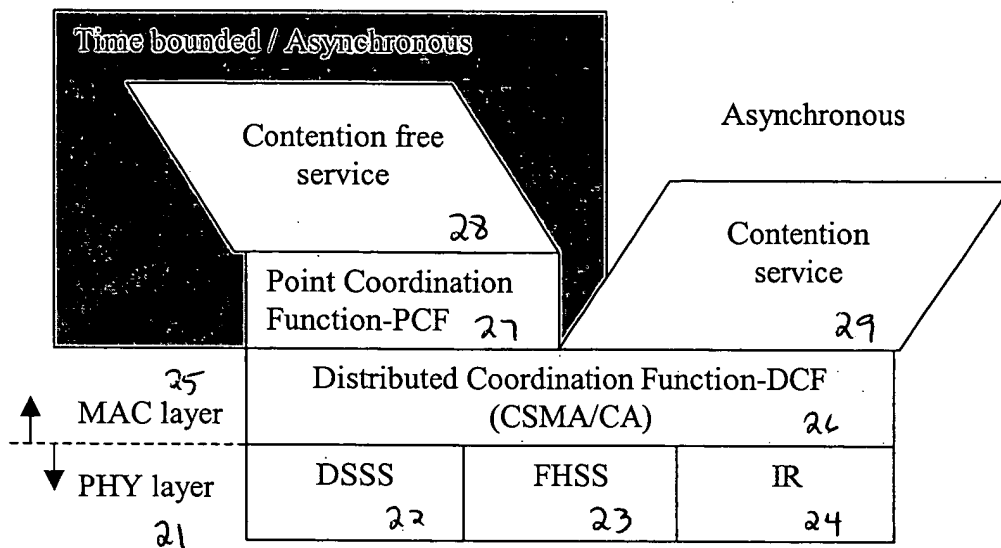 Time bounded / Asynchronous
Contention free
service
28
Asynchronous
Contention
service
29
Point Coordination
Function-PCF 27
25
MAC layer
Distributed Coordination Function-DCF
(CSMA/CA) 26
PHY layer
21
DSSS
22
FHSS
23
IR
24